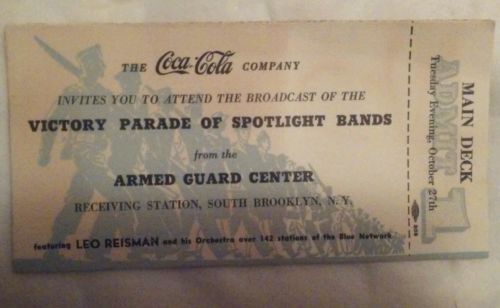 THE Coca-Cola COMPANY
INVITES YOU TO ATTEND THE BROADCAST OF THE
VICTORY PARADE OF SPOTLIGHT BANDS
from the
ARMED GUARD CENTER
RECEIVING STATION, SOUTH BROOKLYN, N.Y.
featuring LEO REISMAN and his Orchestra over 142 stations of the Blue Network
MAIN DECK
Tuesday Evening, October 27th
ADMIT 1